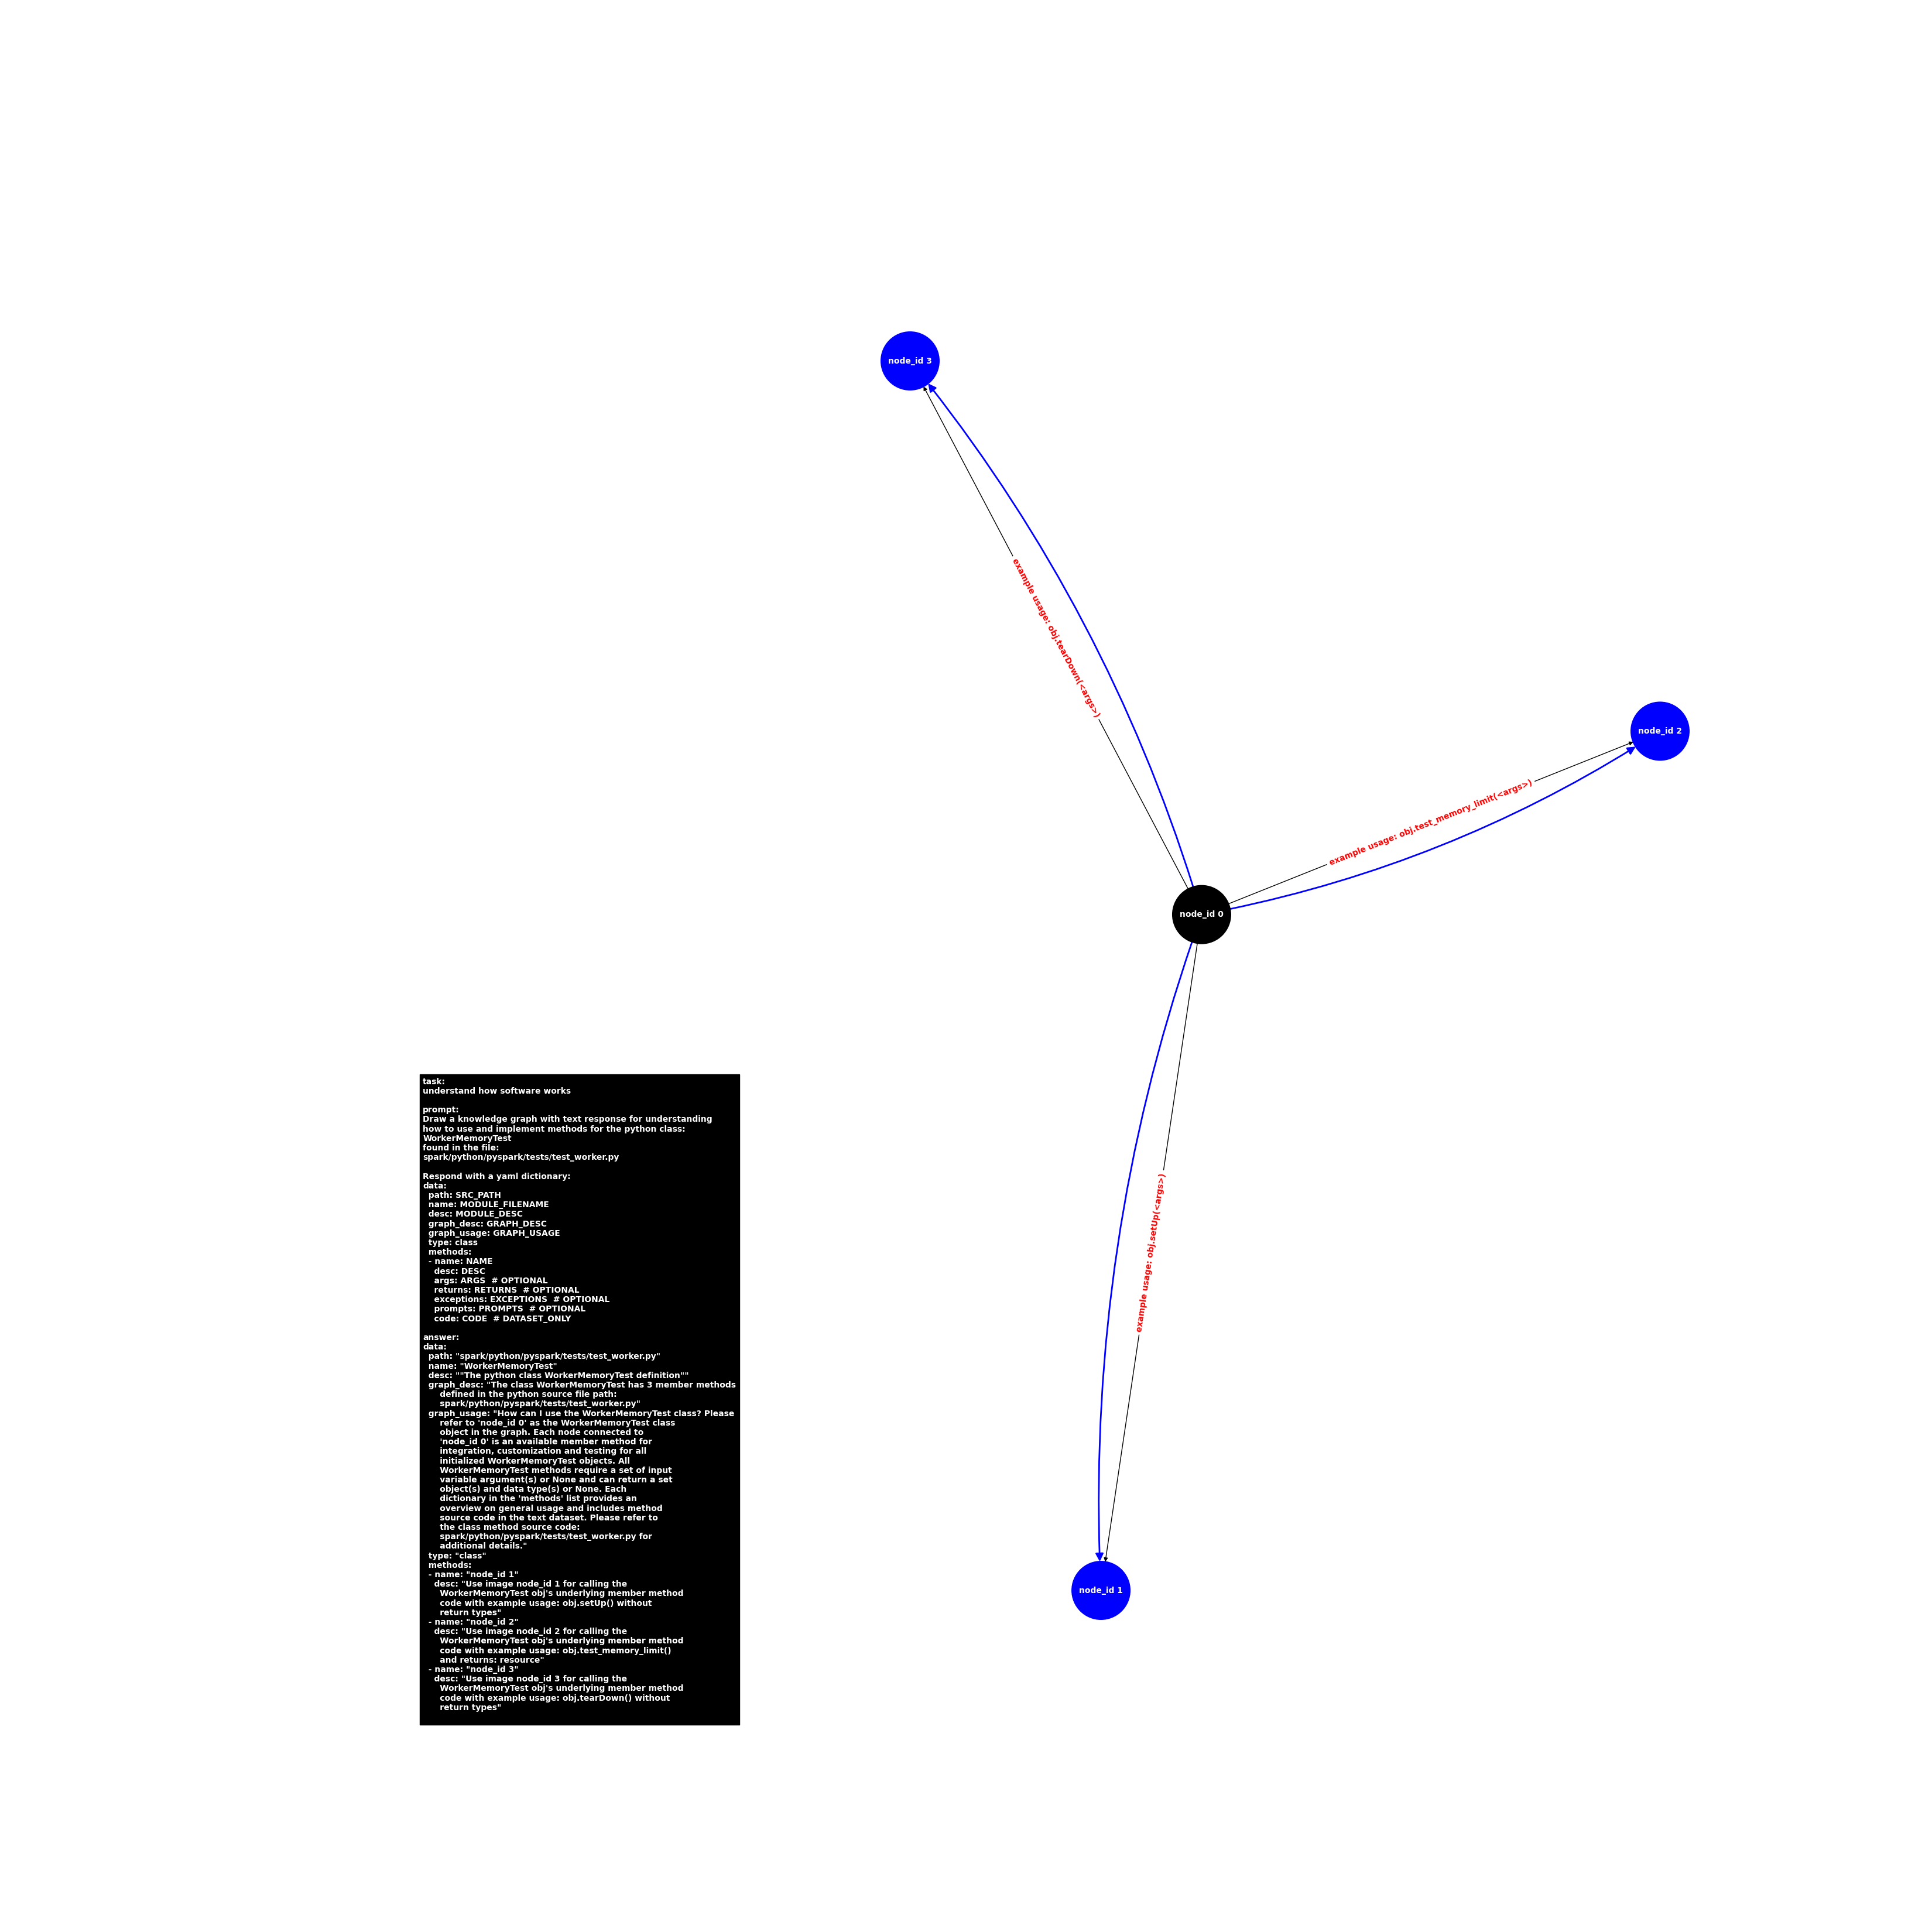 node_id 3
example usage: obj.tearDown(<args>)
node_id 2
example usage: obj.test_memory_limit(<args>)
node_id 0
example usage: obj.setUp(<args>)
node_id 1
task:
understand how software works

prompt:
Draw a knowledge graph with text response for understanding
how to use and implement methods for the python class:
WorkerMemoryTest
found in the file:
spark/python/pyspark/tests/test_worker.py

Respond with a yaml dictionary:
data:
  path: SRC_PATH
  name: MODULE_FILENAME
  desc: MODULE_DESC
  graph_desc: GRAPH_DESC
  graph_usage: GRAPH_USAGE
  type: class
  methods:
  - name: NAME
    desc: DESC
    args: ARGS  # OPTIONAL
    returns: RETURNS  # OPTIONAL
    exceptions: EXCEPTIONS  # OPTIONAL
    prompts: PROMPTS  # OPTIONAL
    code: CODE  # DATASET_ONLY

answer:
data:
  path: "spark/python/pyspark/tests/test_worker.py"
  name: "WorkerMemoryTest"
  desc: ""The python class WorkerMemoryTest definition""
  graph_desc: "The class WorkerMemoryTest has 3 member methods
      defined in the python source file path:
      spark/python/pyspark/tests/test_worker.py"
  graph_usage: "How can I use the WorkerMemoryTest class? Please
      refer to 'node_id 0' as the WorkerMemoryTest class
      object in the graph. Each node connected to
      'node_id 0' is an available member method for
      integration, customization and testing for all
      initialized WorkerMemoryTest objects. All
      WorkerMemoryTest methods require a set of input
      variable argument(s) or None and can return a set
      object(s) and data type(s) or None. Each
      dictionary in the 'methods' list provides an
      overview on general usage and includes method
      source code in the text dataset. Please refer to
      the class method source code:
      spark/python/pyspark/tests/test_worker.py for
      additional details."
  type: "class"
  methods:
  - name: "node_id 1"
    desc: "Use image node_id 1 for calling the
      WorkerMemoryTest obj's underlying member method
      code with example usage: obj.setUp() without
      return types"
  - name: "node_id 2"
    desc: "Use image node_id 2 for calling the
      WorkerMemoryTest obj's underlying member method
      code with example usage: obj.test_memory_limit()
      and returns: resource"
  - name: "node_id 3"
    desc: "Use image node_id 3 for calling the
      WorkerMemoryTest obj's underlying member method
      code with example usage: obj.tearDown() without
      return types"